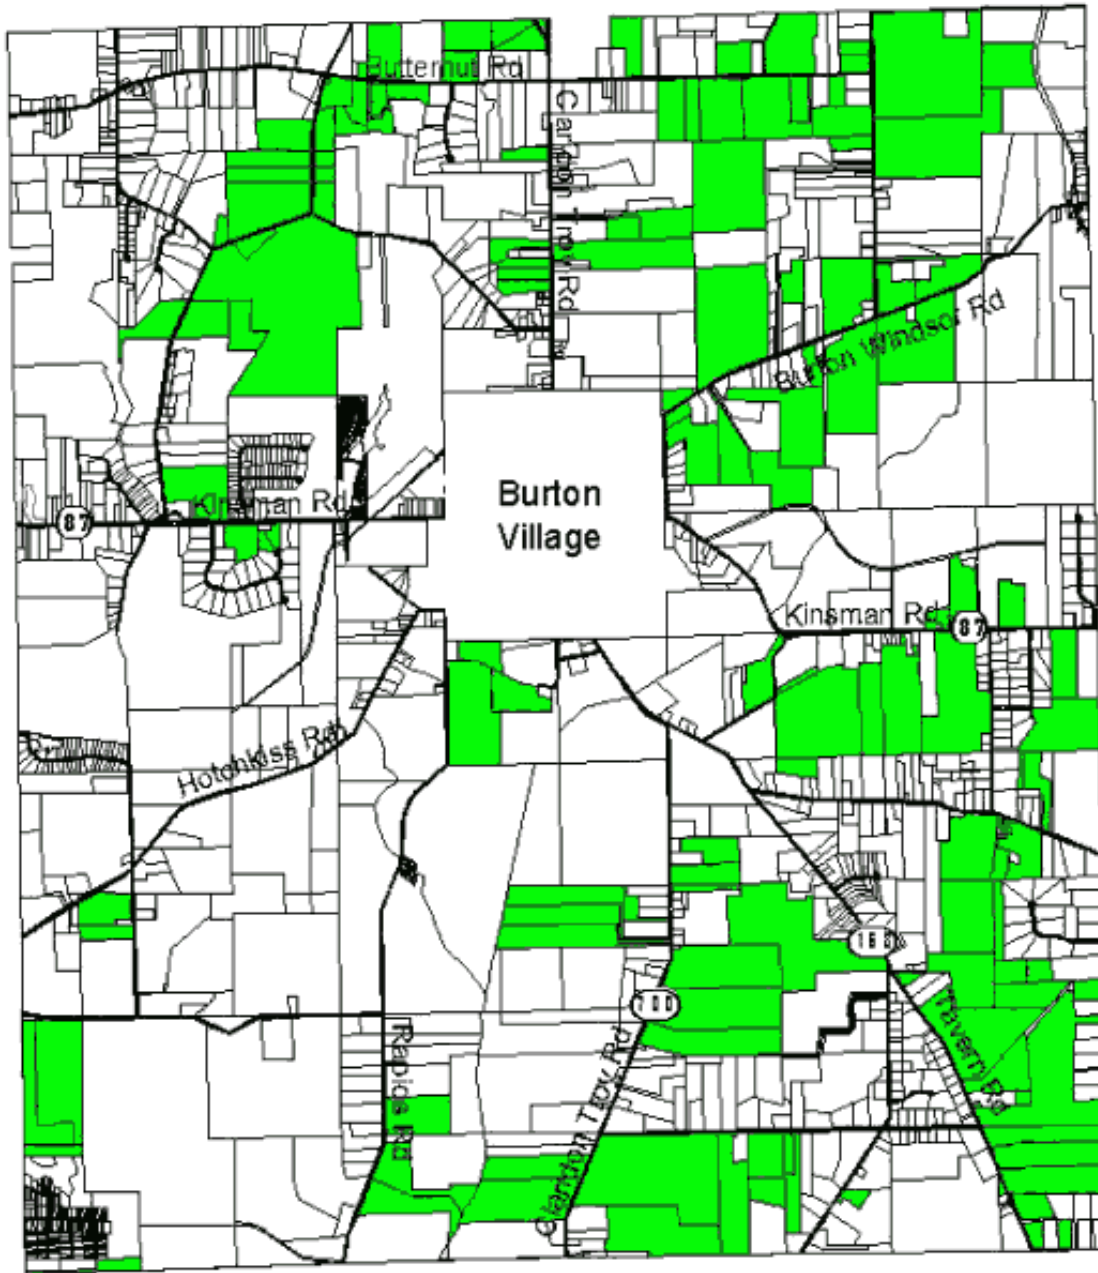 Butternut Rd
Claridon Troy Rd
Burton Windsor Rd
Burton
Village
Kinsman Rd
87
Kinsman Rd
87
Hotchkiss Rd
168
700
Rapids Rd
Claridon Troy Rd
Tavern Rd